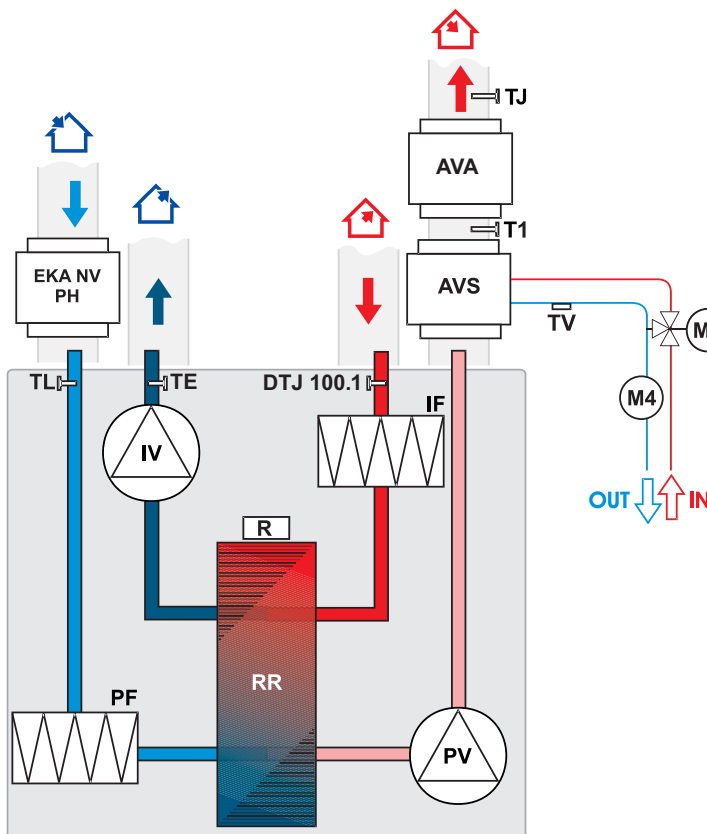 TJ
AVA
T1
EKA NV
PH
AVS
TV
M
TL
TE
DTJ 100.1
IF
M4
IV
OUT
IN
R
RR
PF
PV